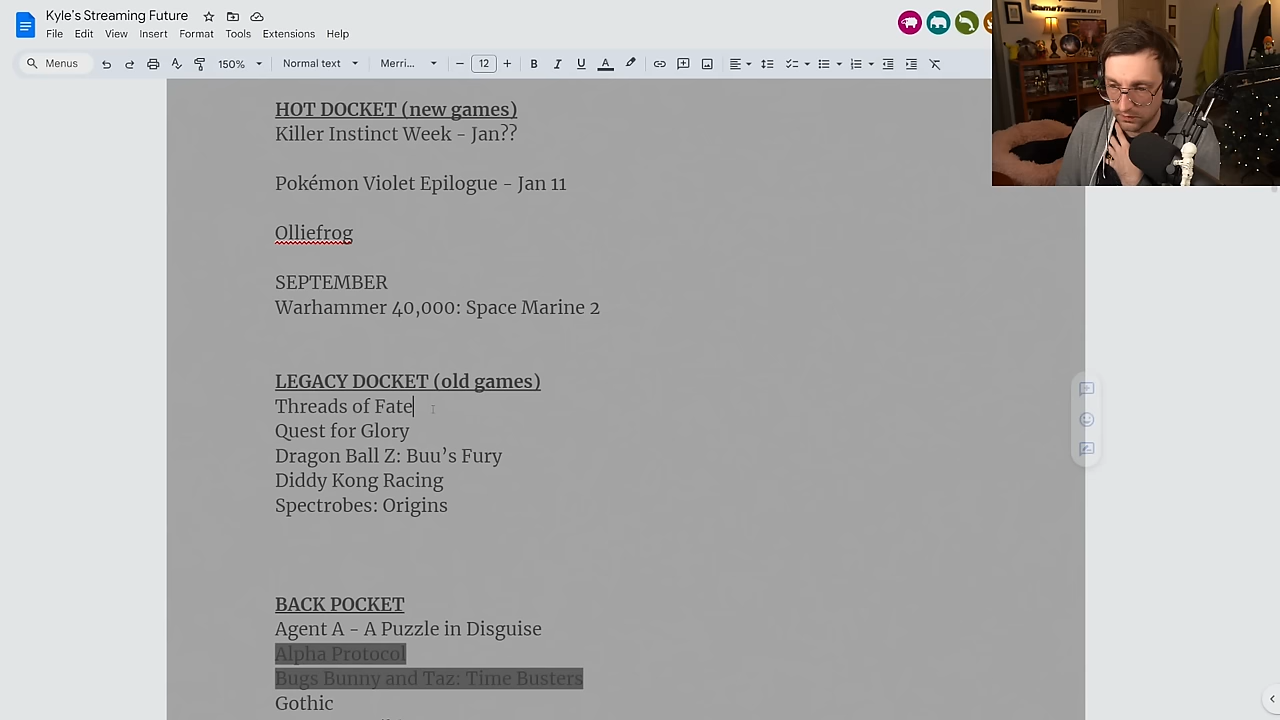 Kyle's Streaming Future
File Edit View Insert Format Extensions Help
Menus 150% Normal text Merri... 12
HOT DOCKET (new games)
Killer Instinct Week - Jan??
Pokémon Violet Epilogue - Jan 11
Olliefrog
SEPTEMBER
Warhammer 40,000: Space Marine 2
LEGACY DOCKET (old games)
Threads of Fate
Quest for Glory
Dragon Ball Z: Buu's Fury
Diddy Kong Racing
Spectrobes: Origins
BACK POCKET
Agent A - A Puzzle in Disguise
Alpha Protocol
Bugs Bunny and Taz: Time Busters
Gothic